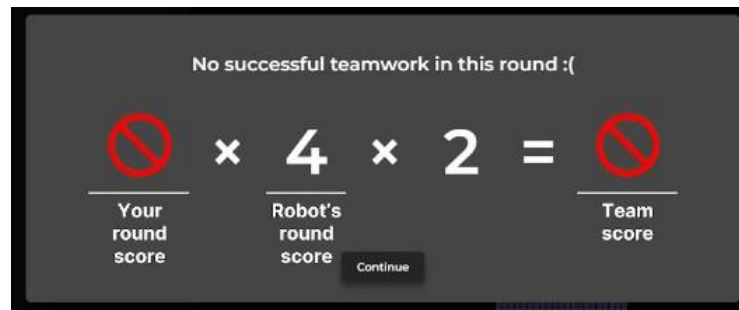 No successful teamwork in this round :(
× 4 × 2 =
Your round score
Robot's round score
Team score
Continue